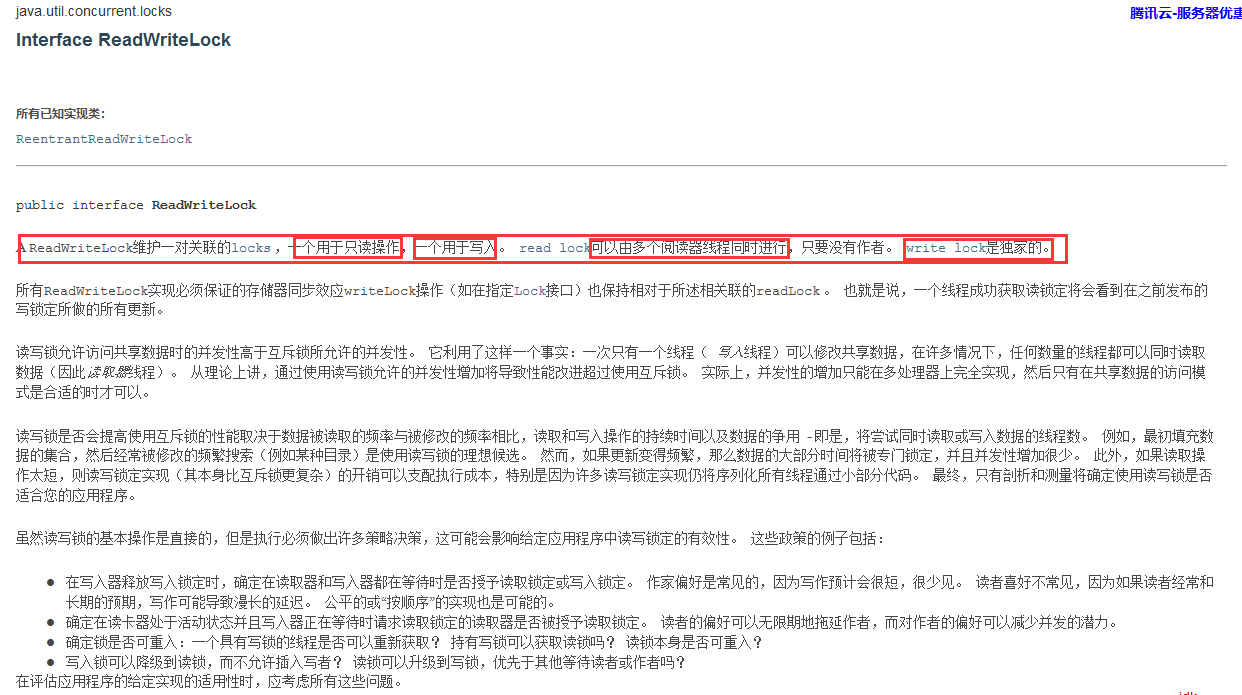 java.util.concurrent.locks
腾讯云-服务器优惠
Interface ReadWriteLock
所有已知实现类：
ReentrantReadWriteLock
public interface ReadWriteLock
A ReadWriteLock维护一对关联的locks ，一个用于只读操作，一个用于写入。 read lock可以由多个阅读器线程同时进行，只要没有作者。 write lock是独家的。
所有ReadWriteLock实现必须保证的存储器同步效应writeLock操作（如在指定Lock接口）也保持相对于所述相关联的readLock 。 也就是说，一个线程成功获取读锁定将会看到在之前发布的
写锁定所做的所有更新。
读写锁允许访问共享数据时的并发性高于互斥锁所允许的并发性。 它利用了这样一个事实：一次只有一个线程（ 写入线程）可以修改共享数据，在许多情况下，任何数量的线程都可以同时读取
数据（因此读取器线程）。 从理论上讲，通过使用读写锁允许的并发性增加将导致性能改进超过使用互斥锁。 实际上，并发性的增加只能在多处理器上完全实现，然后只有在共享数据的访问模
式是合适的时才可以。
读写锁是否会提高使用互斥锁的性能取决于数据被读取的频率与被修改的频率相比，读取和写入操作的持续时间以及数据的争用 -即是，将尝试同时读取或写入数据的线程数。 例如，最初填充数
据的集合，然后经常被修改的频繁搜索（例如某种目录）是使用读写锁的理想候选。 然而，如果更新变得频繁，那么数据的大部分时间将被专门锁定，并且并发性增加很少。 此外，如果读取操
作太短，则读写锁定实现（其本身比互斥锁更复杂）的开销可以支配执行成本，特别是因为许多读写锁定实现仍将序列化所有线程通过小部分代码。 最终，只有剖析和测量将确定使用读写锁是否
适合您的应用程序。
虽然读写锁的基本操作是直接的，但是执行必须做出许多策略决策，这可能会影响给定应用程序中读写锁定的有效性。 这些政策的例子包括：
● 在写入器释放写入锁定时，确定在读取器和写入器都在等待时是否授予读取锁定或写入锁定。 作家偏好是常见的，因为写作预计会很短，很少见。 读者喜好不常见，因为如果读者经常和
长期的预期，写作可能导致漫长的延迟。 公平的或“按顺序”的实现也是可能的。
● 确定在读卡器处于活动状态并且写入器正在等待时请求读取锁定的读取器是否被授予读取锁定。 读者的偏好可以无限期地拖延作者，而对作者的偏好可以减少并发的潜力。
● 确定锁是否可重入：一个具有写锁的线程是否可以重新获取？ 持有写锁可以获取读锁吗？ 读锁本身是否可重入？
● 写入锁可以降级到读锁，而不允许插入写者？ 读锁可以升级到写锁，优先于其他等待读者或作者吗？
在评估应用程序的给定实现的适用性时，应考虑所有这些问题。